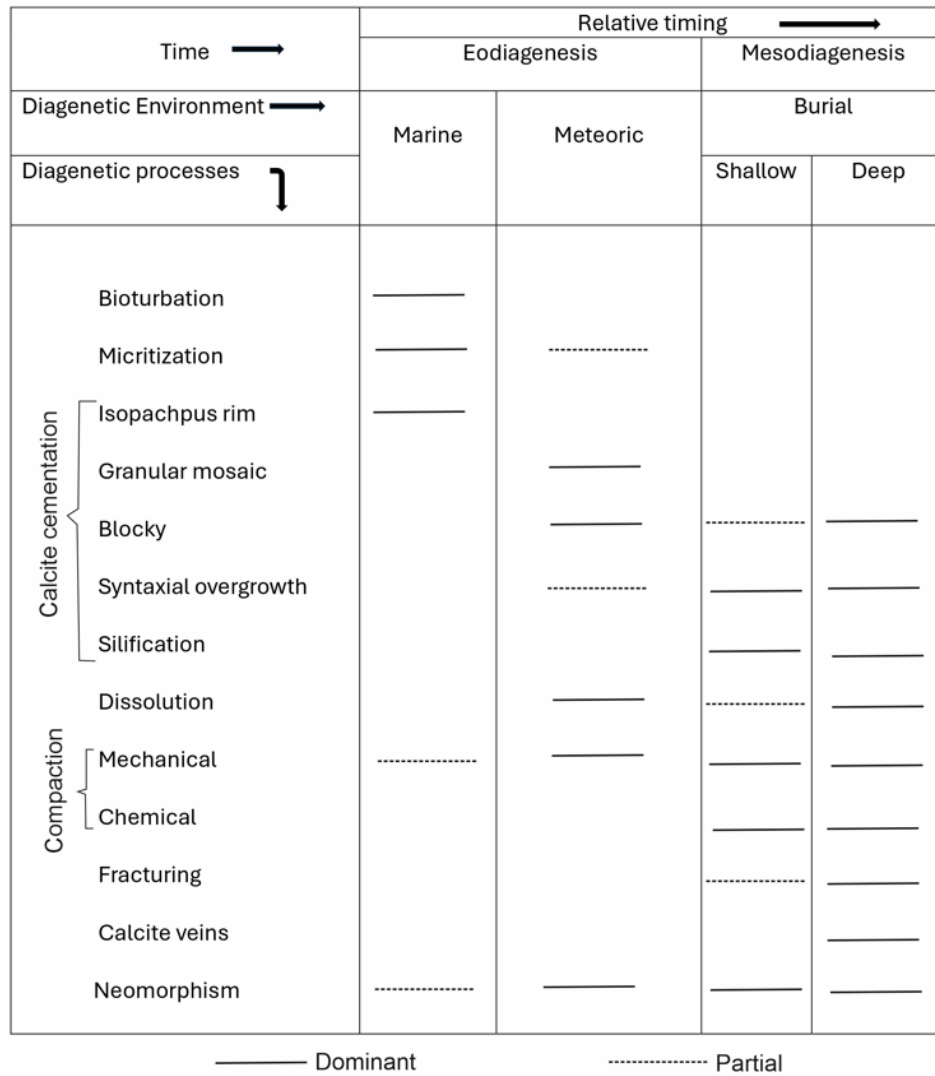 Relative timing
Time
Eodiagenesis
Mesodiagenesis
Diagenetic Environment
Marine
Meteoric
Burial
Diagenetic processes
Shallow
Deep
Bioturbation
Micritization
Calcite cementation
Isopachpus rim
Granular mosaic
Blocky
Syntaxial overgrowth
Silification
Dissolution
Compaction
Mechanical
Chemical
Fracturing
Calcite veins
Neomorphism
Dominant
Partial